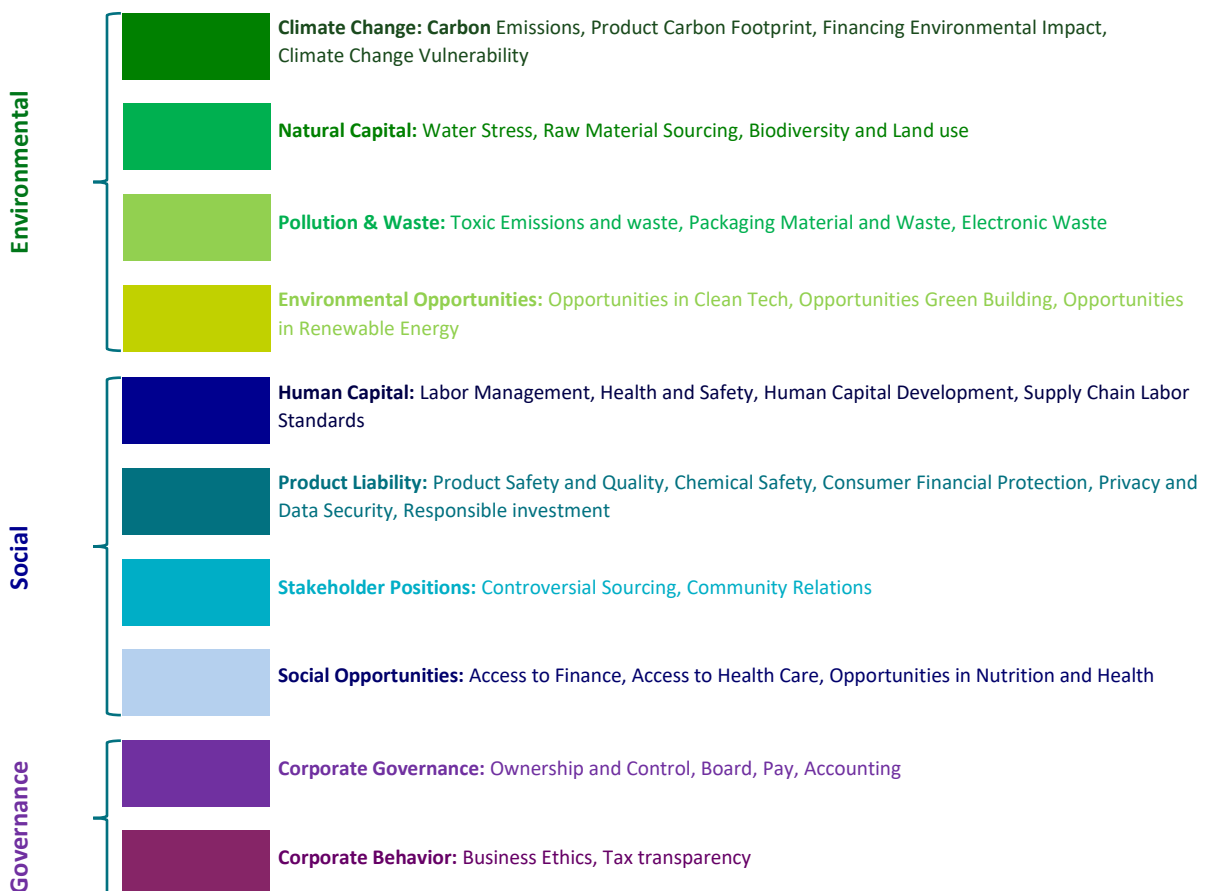 Environmental
Climate Change: Carbon Emissions, Product Carbon Footprint, Financing Environmental Impact,
Climate Change Vulnerability
Natural Capital: Water Stress, Raw Material Sourcing, Biodiversity and Land use
Pollution & Waste: Toxic Emissions and waste, Packaging Material and Waste, Electronic Waste
Environmental Opportunities: Opportunities in Clean Tech, Opportunities Green Building, Opportunities
in Renewable Energy
Social
Human Capital: Labor Management, Health and Safety, Human Capital Development, Supply Chain Labor
Standards
Product Liability: Product Safety and Quality, Chemical Safety, Consumer Financial Protection, Privacy and
Data Security, Responsible investment
Stakeholder Positions: Controversial Sourcing, Community Relations
Social Opportunities: Access to Finance, Access to Health Care, Opportunities in Nutrition and Health
Governance
Corporate Governance: Ownership and Control, Board, Pay, Accounting
Corporate Behavior: Business Ethics, Tax transparency